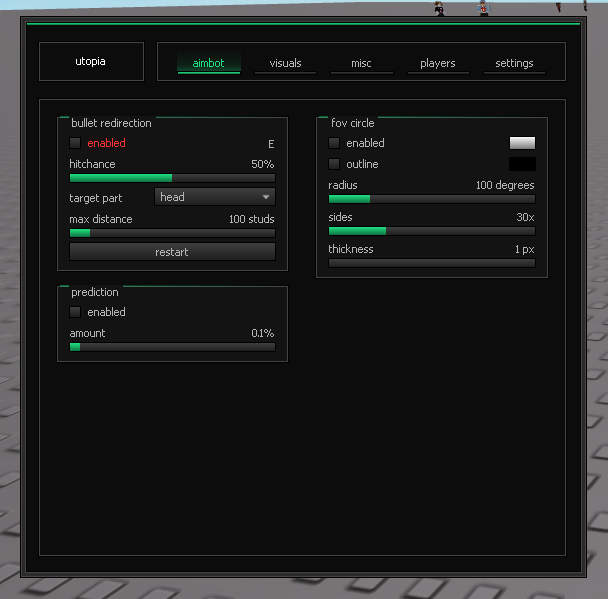 utopia
aimbot visuals misc players settings
bullet redirection
enabled E
hitchance 50%
target part head
max distance 100 studs
restart
prediction
enabled
amount 0.1%
fov circle
enabled
outline
radius 100 degrees
sides 30x
thickness 1 px